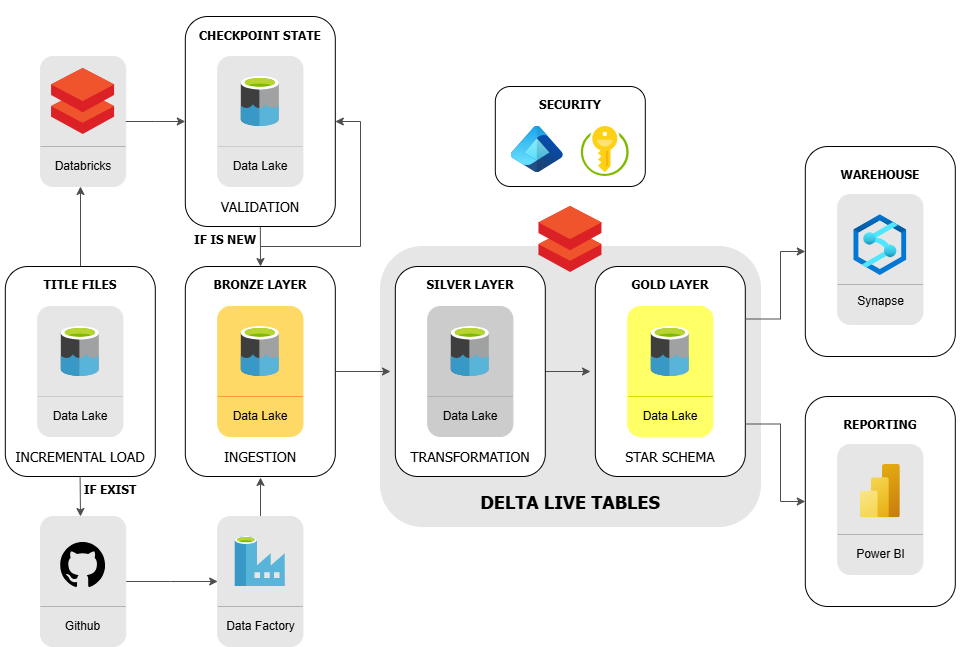 CHECKPOINT STATE
Data Lake
VALIDATION
Databricks
SECURITY
IF IS NEW
TITLE FILES
Data Lake
INCREMENTAL LOAD
BRONZE LAYER
Data Lake
INGESTION
SILVER LAYER
Data Lake
TRANSFORMATION
GOLD LAYER
Data Lake
STAR SCHEMA
DELTA LIVE TABLES
WAREHOUSE
Synapse
REPORTING
Power BI
IF EXIST
Github
Data Factory